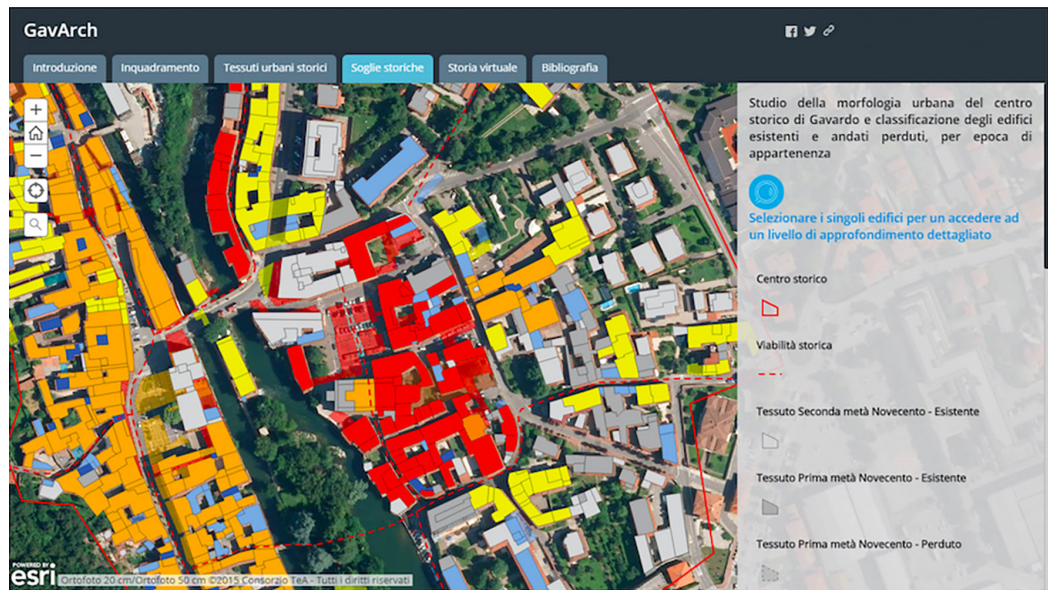 GavArch
Introduzione
Inquadramento
Tessuti urbani storici
Soglie storiche
Storia virtuale
Bibliografia
Studio della morfologia urbana del centro
storico di Gavardo e classificazione degli edifici
esistenti e andati perduti, per epoca di
appartenenza
Selezionare i singoli edifici per un accedere ad
un livello di approfondimento dettagliato
Centro storico
Viabilità storica
Tessuto Seconda metà Novecento - Esistente
Tessuto Prima metà Novecento - Esistente
Tessuto Prima metà Novecento - Perduto
POWERED BY
esri
Ortofoto 20 cm/Ortofoto 50 cm ©2015 Consorzio TeA - Tutti i diritti riservati